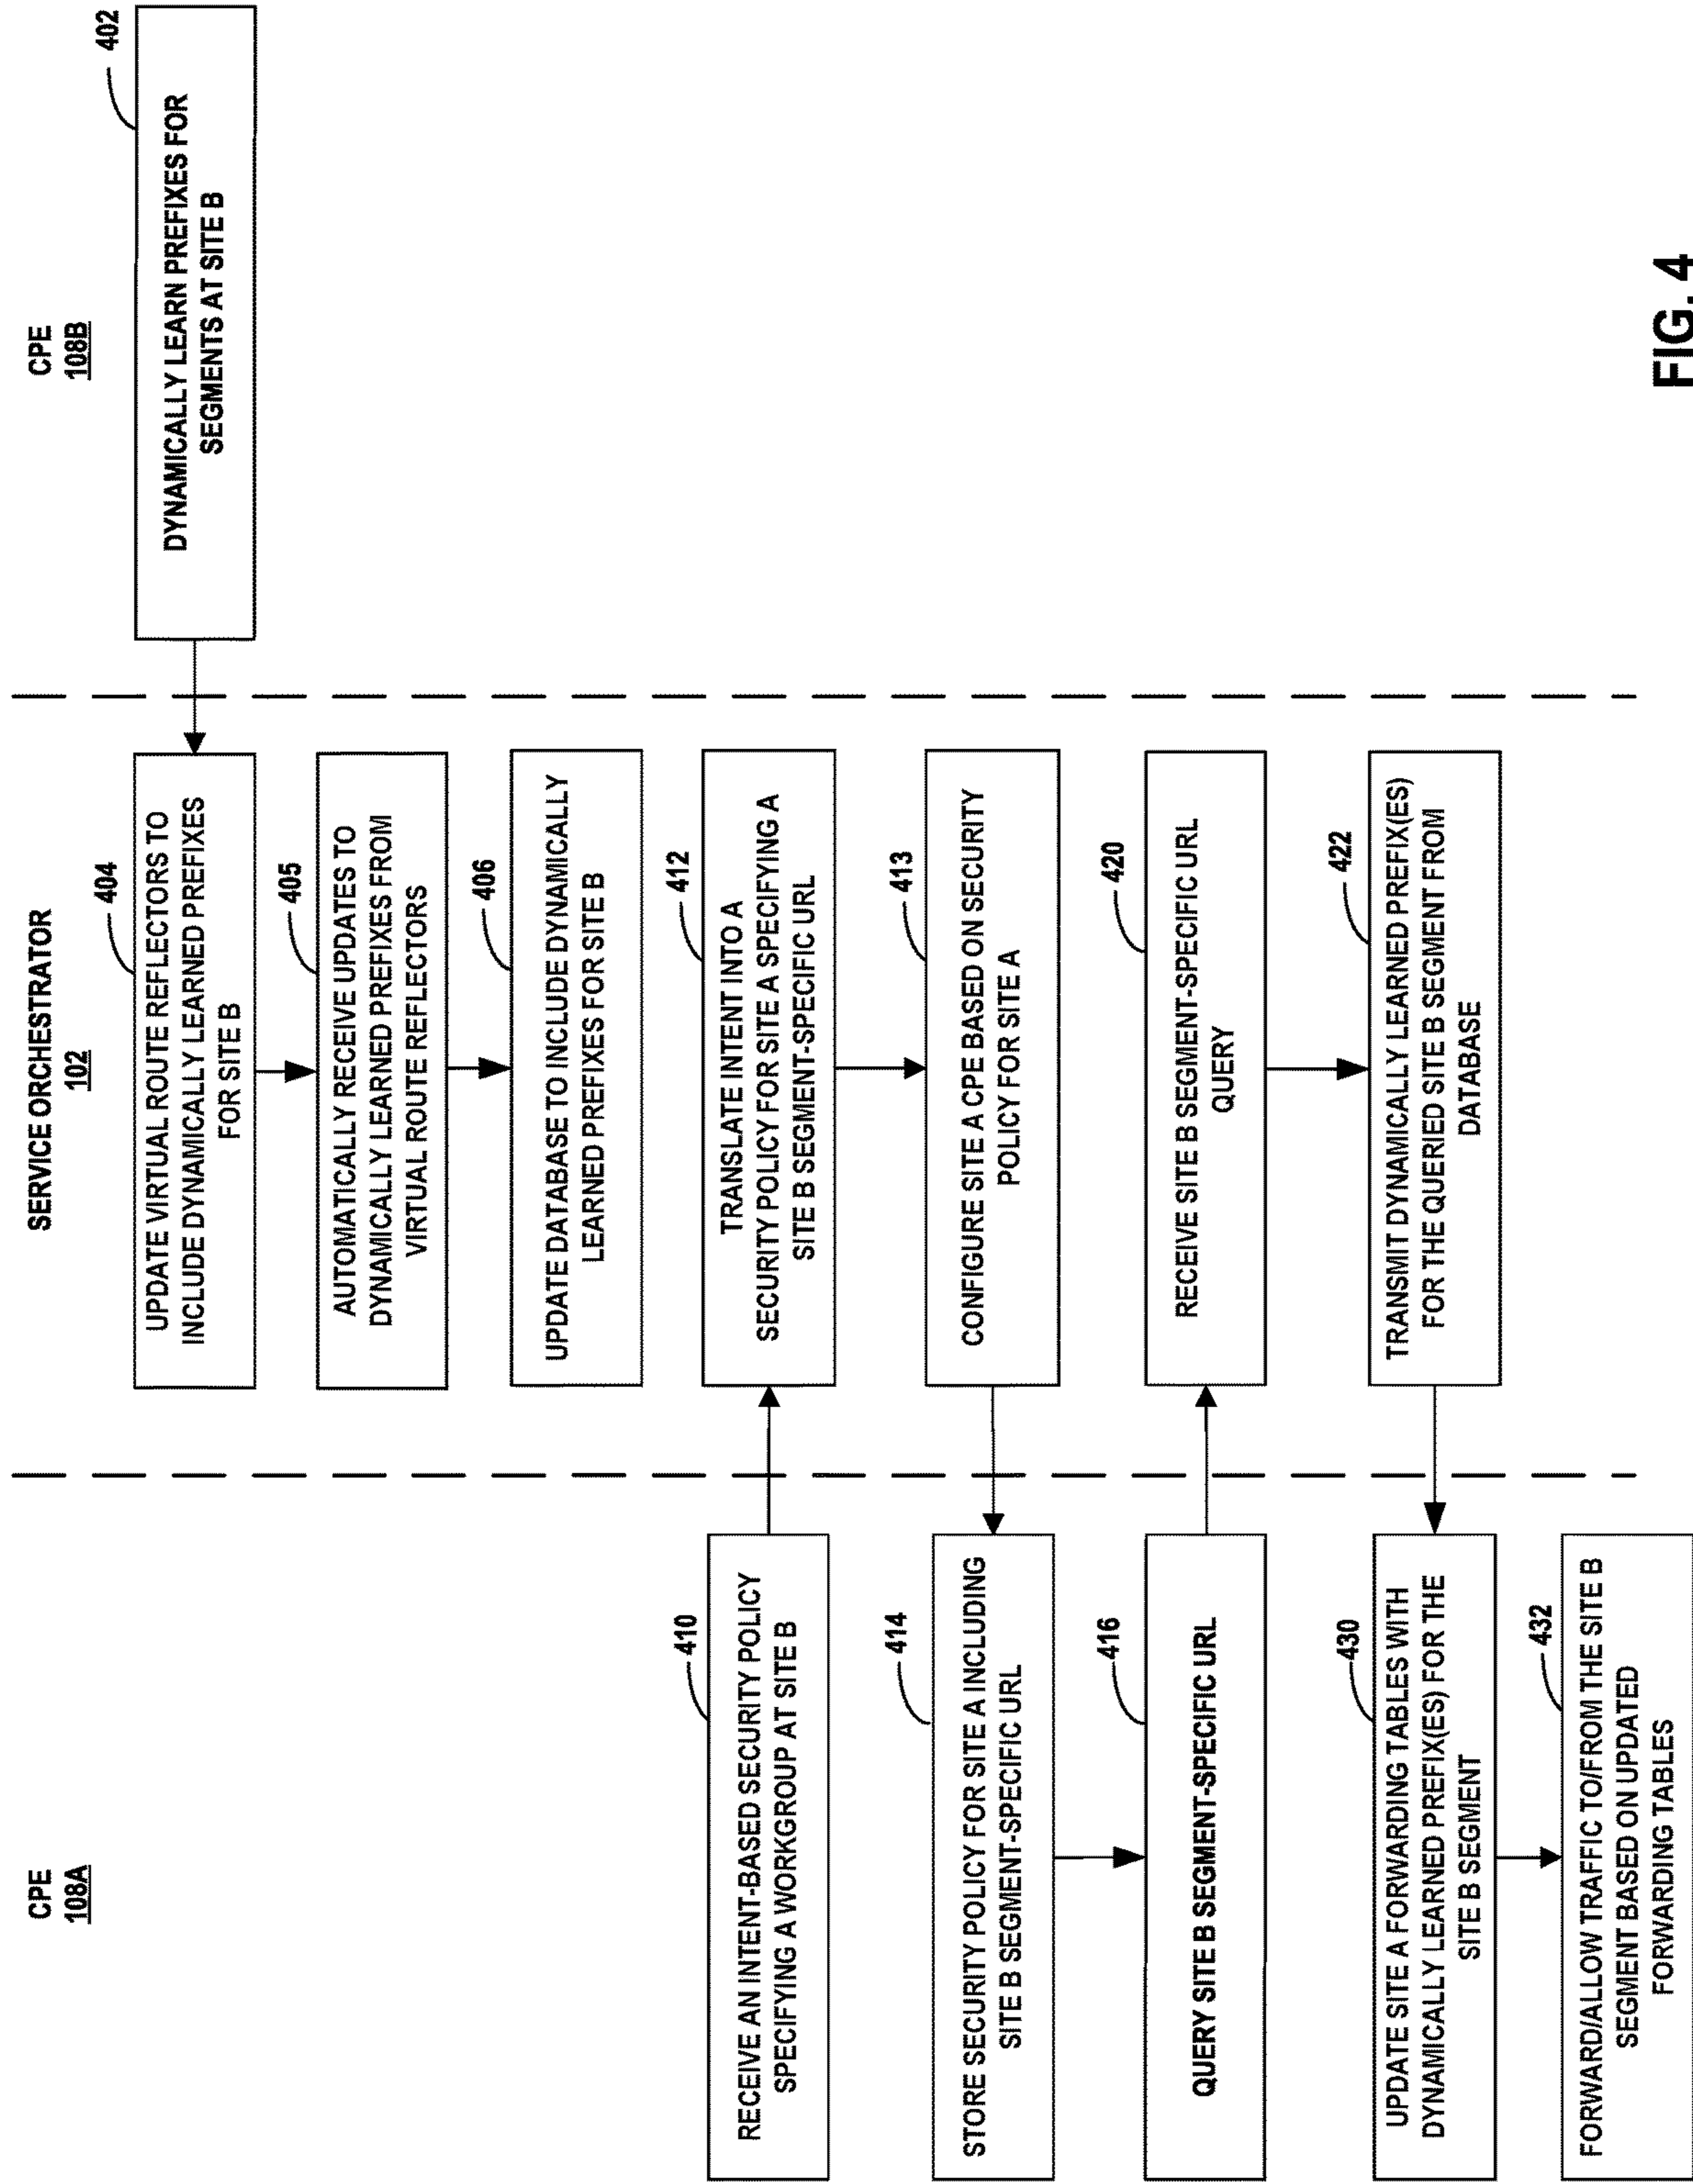 CPE
108A
SERVICE ORCHESTRATOR
102
CPE
108B
402
DYNAMICALLY LEARN PREFIXES FOR
SEGMENTS AT SITE B
404
UPDATE VIRTUAL ROUTE REFLECTORS TO
INCLUDE DYNAMICALLY LEARNED PREFIXES
FOR SITE B
405
AUTOMATICALLY RECEIVE UPDATES TO
DYNAMICALLY LEARNED PREFIXES FROM
VIRTUAL ROUTE REFLECTORS
406
UPDATE DATABASE TO INCLUDE DYNAMICALLY
LEARNED PREFIXES FOR SITE B
410
RECEIVE AN INTENT-BASED SECURITY POLICY
SPECIFYING A WORKGROUP AT SITE B
412
TRANSLATE INTENT INTO A
SECURITY POLICY FOR SITE A SPECIFYING A
SITE B SEGMENT-SPECIFIC URL
413
CONFIGURE SITE A CPE BASED ON SECURITY
POLICY FOR SITE A
414
STORE SECURITY POLICY FOR SITE A INCLUDING
SITE B SEGMENT-SPECIFIC URL
416
QUERY SITE B SEGMENT-SPECIFIC URL
420
RECEIVE SITE B SEGMENT-SPECIFIC URL
QUERY
422
TRANSMIT DYNAMICALLY LEARNED PREFIX(ES)
FOR THE QUERIED SITE B SEGMENT FROM
DATABASE
430
UPDATE SITE A FORWARDING TABLES WITH
DYNAMICALLY LEARNED PREFIX(ES) FOR THE
SITE B SEGMENT
432
FORWARD/ALLOW TRAFFIC TO/FROM THE SITE B
SEGMENT BASED ON UPDATED
FORWARDING TABLES
FIG. 4